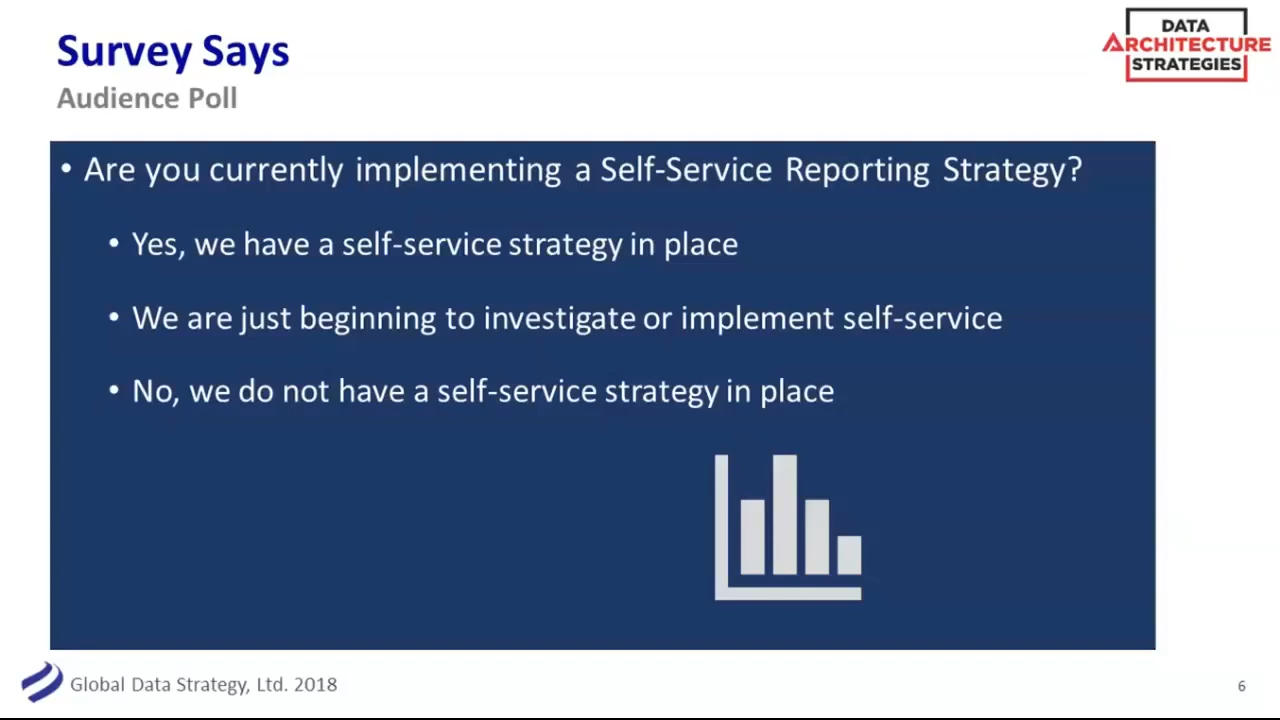 Survey Says
Audience Poll
DATA
ARCHITECTURE
STRATEGIES
• Are you currently implementing a Self-Service Reporting Strategy?
• Yes, we have a self-service strategy in place
• We are just beginning to investigate or implement self-service
• No, we do not have a self-service strategy in place
Global Data Strategy, Ltd. 2018
6